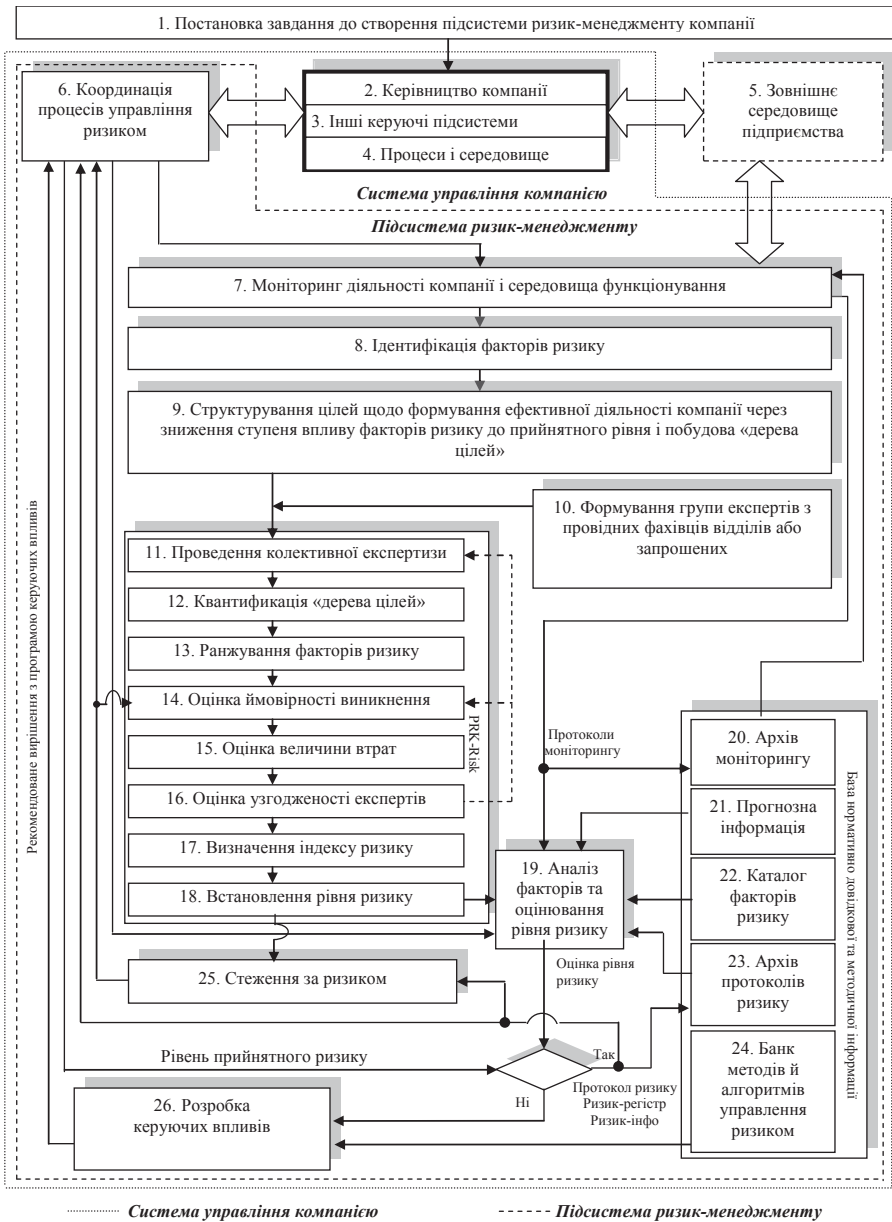 1. Постановка завдання до створення підсистеми ризик-менеджменту компанії
6. Координація
процесів управління
ризиком
2. Керівництво компанії
3. Інші керуючі підсистеми
4. Процеси і середовище
5. Зовнішнє
середовище
підприємства
Система управління компанією
Підсистема ризик-менеджменту
7. Моніторинг діяльності компанії і середовища функціонування
8. Ідентифікація факторів ризику
9. Структурування цілей щодо формування ефективної діяльності компанії через
зниження ступеня впливу факторів ризику до прийнятного рівня і побудова «дерева
цілей»
10. Формування групи експертів з
провідних фахівців відділів або
запрошених
11. Проведення колективної експертизи
12. Квантификація «дерева цілей»
13. Ранжування факторів ризику
14. Оцінка ймовірності виникнення
15. Оцінка величини втрат
16. Оцінка узгодженості експертів
17. Визначення індексу ризику
18. Встановлення рівня ризику
PRK-Risk
Рекомендоване вирішення з програмою керуючих впливів
Протоколи
моніторингу
19. Аналіз
факторів та
оцінювання
рівня ризику
20. Архів
моніторингу
21. Прогнозна
інформація
22. Каталог
факторів
ризику
23. Архів
протоколів
ризику
24. Банк
методів й
алгоритмів
управління
ризиком
База нормативно довідкової та методичної інформації
25. Стеження за ризиком
Оцінка рівня
ризику
Рівень прийнятного ризику
Так
Ні
Протокол ризику
Ризик-регістр
Ризик-інфо
26. Розробка
керуючих впливів
Система управління компанією
Підсистема ризик-менеджменту